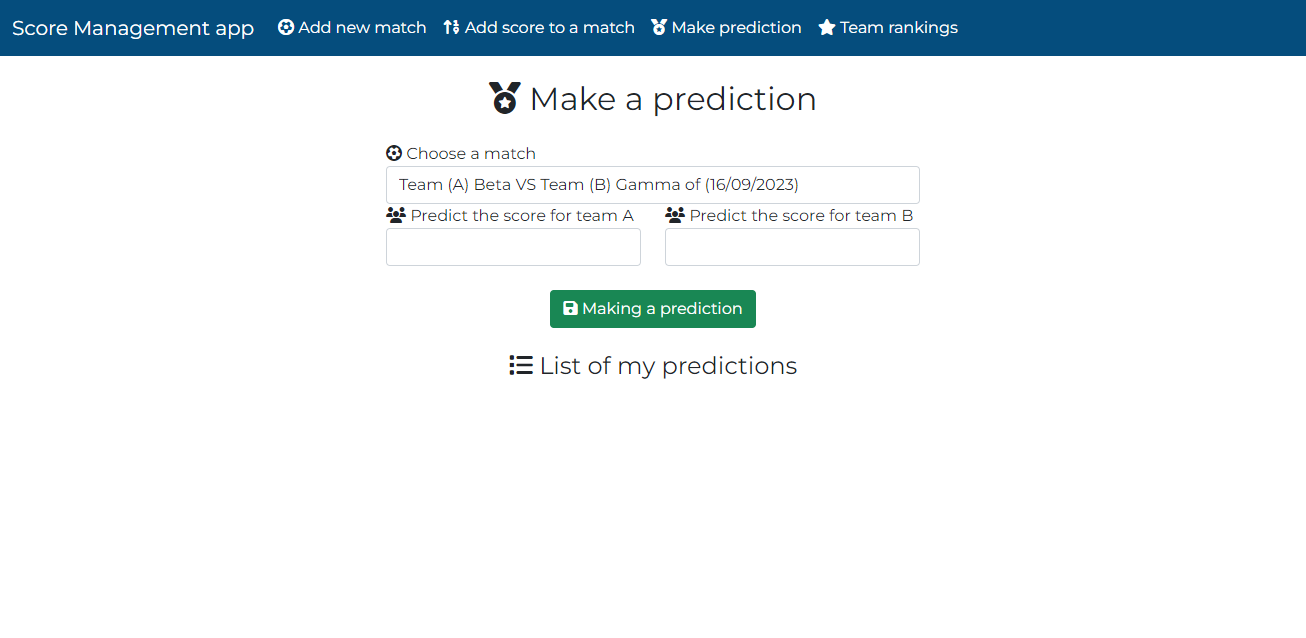 Score Management app Add new match Add score to a match Make prediction Team rankings
Make a prediction
Choose a match
Team (A) Beta VS Team (B) Gamma of (16/09/2023)
Predict the score for team A Predict the score for team B
Making a prediction
List of my predictions